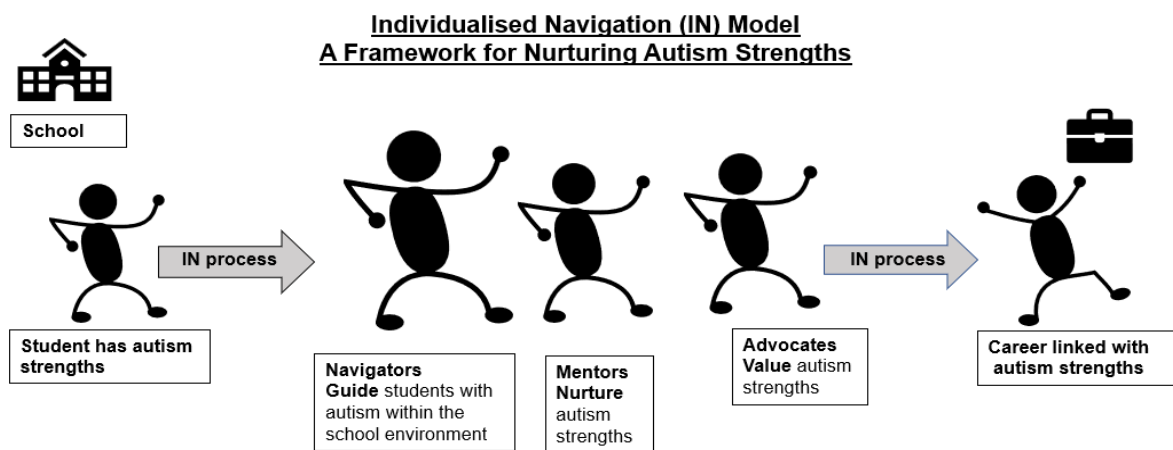 Individualised Navigation (IN) Model
A Framework for Nurturing Autism Strengths
School
IN process
IN process
Student has autism
strengths
Navigators
Guide students with
autism within the
school environment
Mentors
Nurture
autism
strengths
Advocates
Value autism
strengths
Career linked with
autism strengths